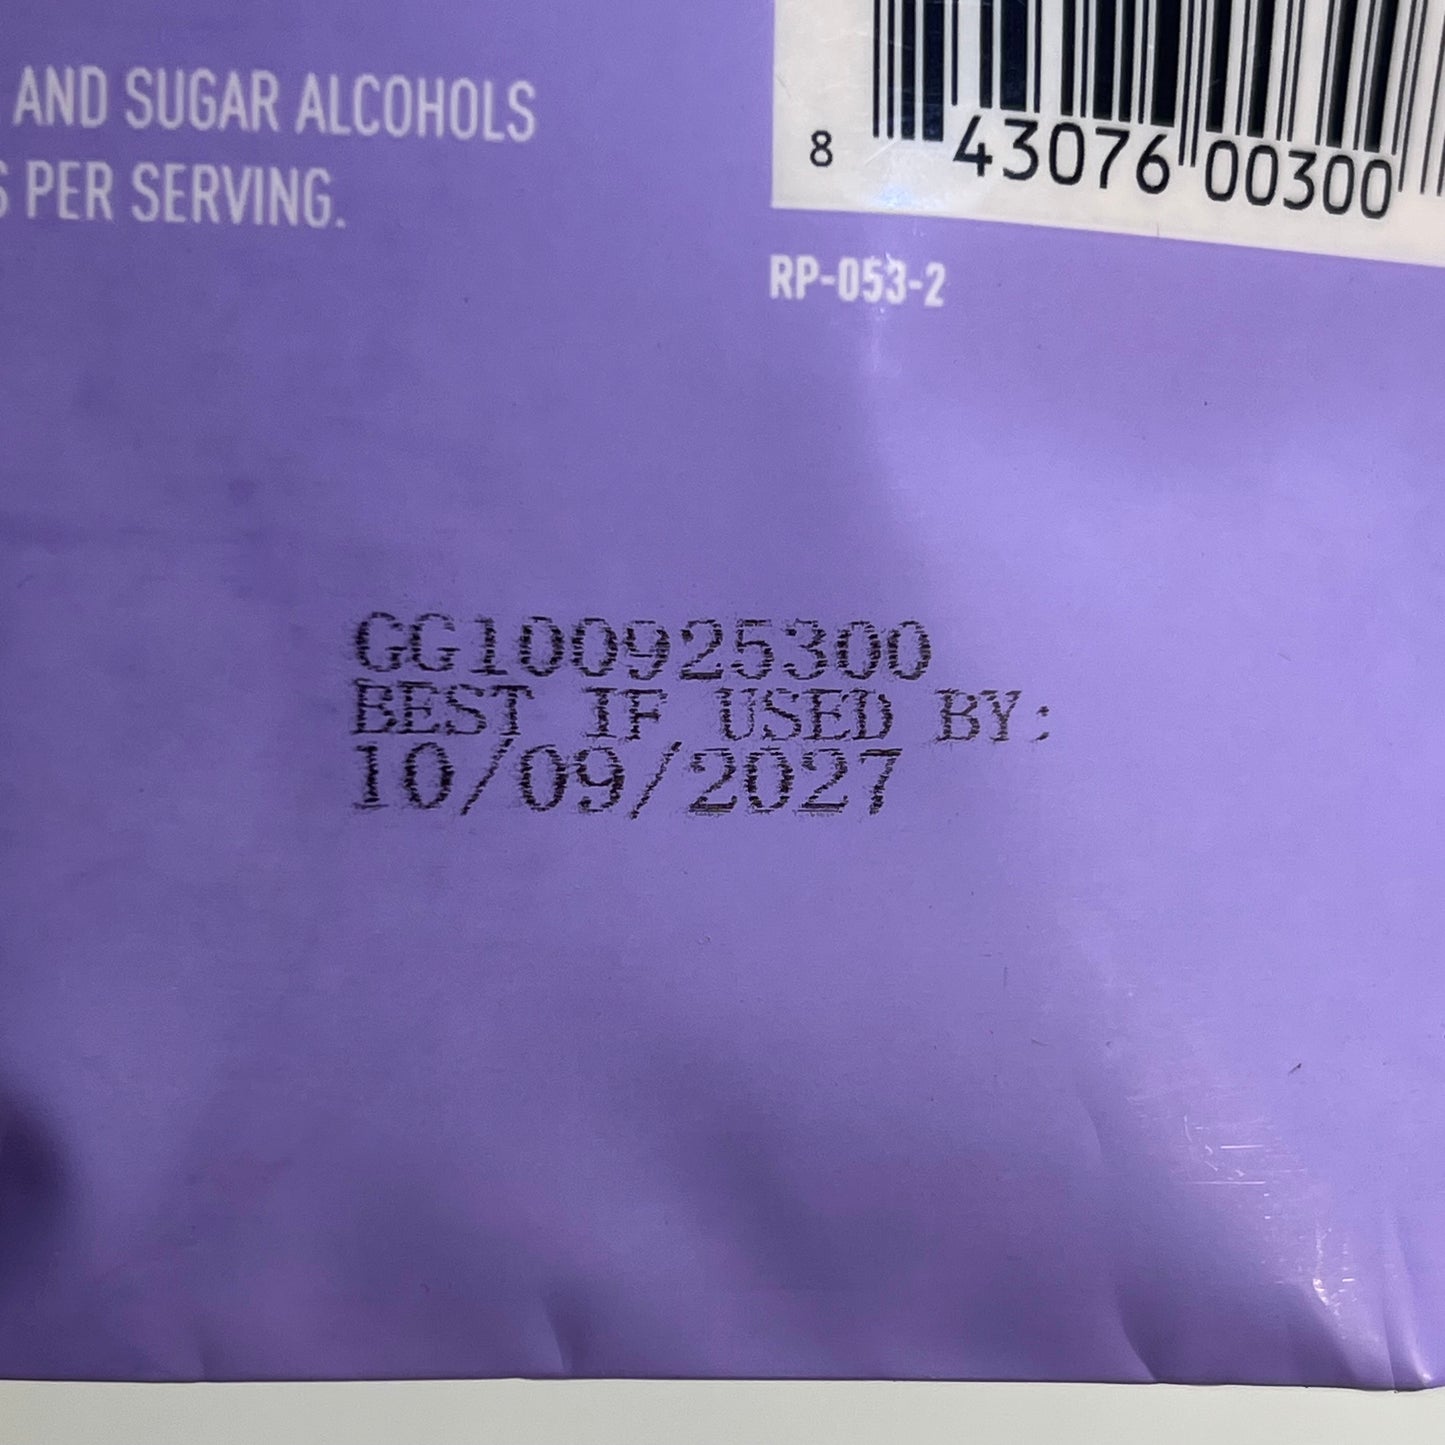 AND SUGAR ALCOHOLS
PER SERVING.
8 43076 00300
RP-053-2
GG100925300
BEST IF USED BY:
10/09/2027